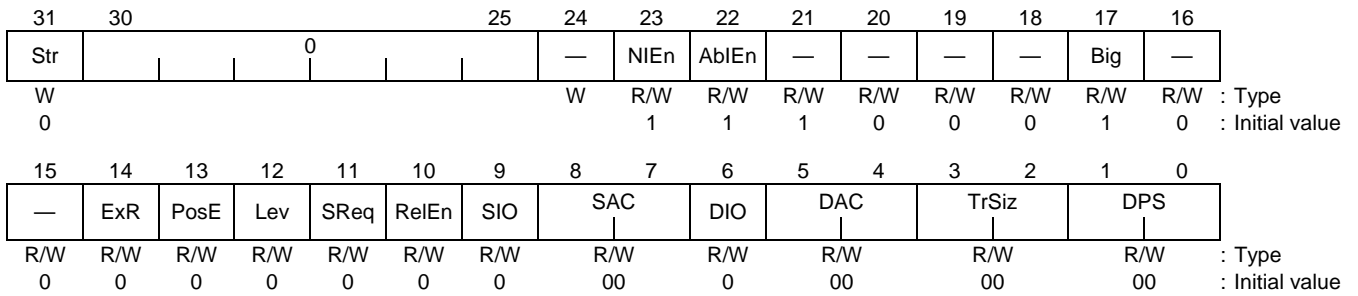 31 30 25 24 23 22 21 20 19 18 17 16
Str 0 — NIEn AbIEn — — — — Big —
W W R/W R/W R/W R/W R/W R/W R/W R/W : Type
0 1 1 1 0 0 0 1 0 : Initial value
15 14 13 12 11 10 9 8 7 6 5 4 3 2 1 0
— ExR PosE Lev SReq RelEn SIO SAC DIO DAC TrSiz DPS
R/W R/W R/W R/W R/W R/W R/W R/W R/W R/W R/W R/W : Type
0 0 0 0 0 0 0 00 0 00 00 00 : Initial value